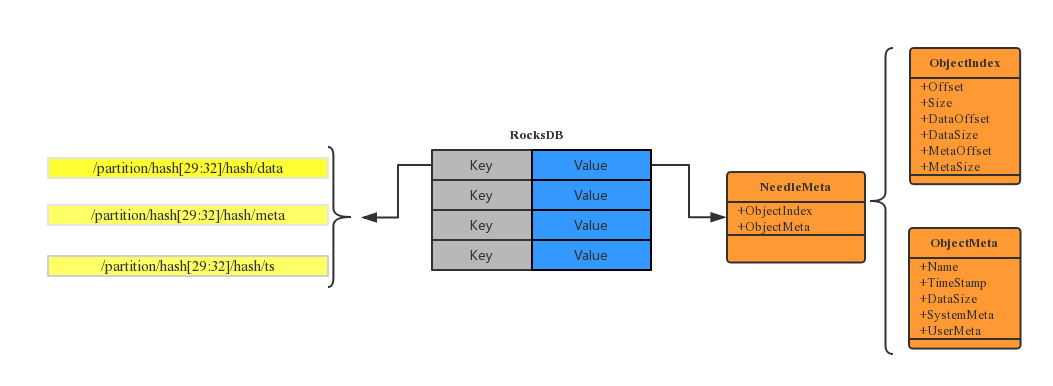 /partition/hash[29:32]/hash/data
/partition/hash[29:32]/hash/meta
/partition/hash[29:32]/hash/ts
RocksDB
Key Value
Key Value
Key Value
Key Value
NeedleMeta
+ObjectIndex
+ObjectMeta
ObjectIndex
+Offset
+Size
+DataOffset
+DataSize
+MetaOffset
+MetaSize
ObjectMeta
+Name
+TimeStamp
+DataSize
+SystemMeta
+UserMeta